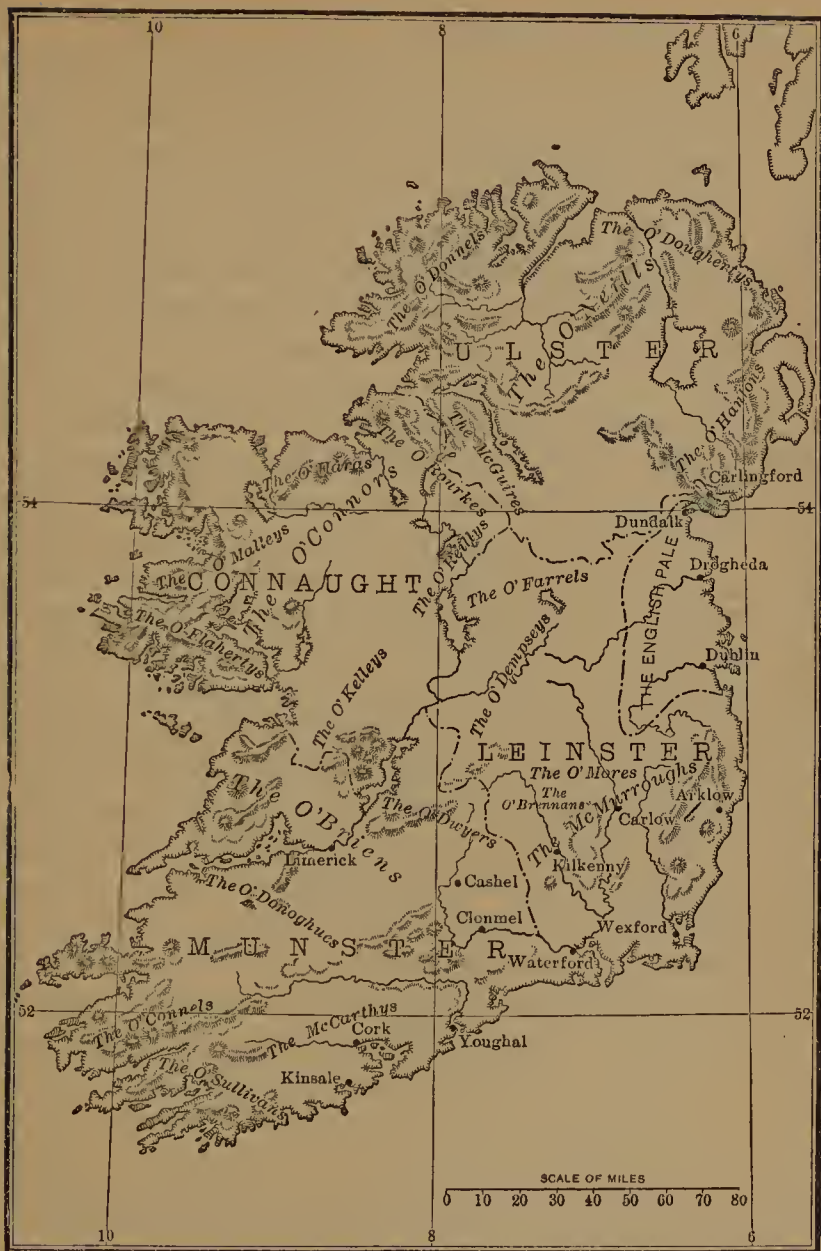 10
8
6
The O'Donnels
The O'Doughertys
The O'Neills
ULSTER
The O'Hanlons
Carlingford
The McGuires
The O'Rourkes
The O'Haras
54
54
Dundalk
The O'Connors
The O'Malleys
The O'Reillys
THE ENGLISH PALE
Drogheda
CONNAUGHT
The O'Farrels
The O'Flahertys
The O'Dempseys
Dublin
The O'Kelleys
LEINSTER
The O'Mores
The O'Brennans
The McMurroughs
Arklow
Carlow
The O'Briens
The O'Dwyers
Limerick
Kilkenny
The O'Donoghues
Cashel
Clonmel
Wexford
MUNSTER
Waterford
52
52
The O'Connels
The McCarthys
Cork
Youghal
The O'Sullivans
Kinsale
SCALE OF MILES
0 10 20 30 40 50 60 70 80
10
8
6